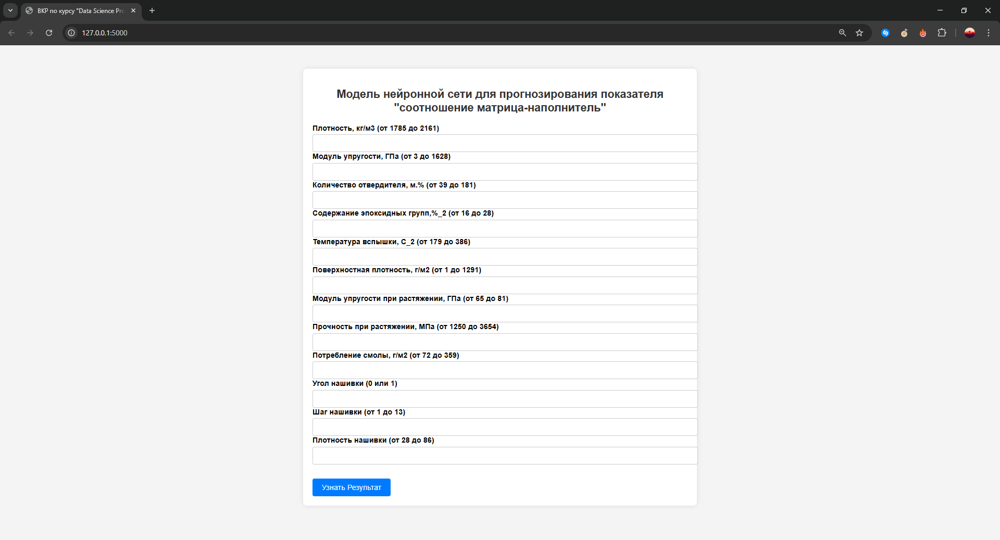 ВКР по курсу "Data Science Pro
127.0.0.1:5000
Модель нейронной сети для прогнозирования показателя
"соотношение матрица-наполнитель"
Плотность, кг/м3 (от 1785 до 2161)
Модуль упругости, ГПа (от 3 до 1628)
Количество отвердителя, м.% (от 39 до 181)
Содержание эпоксидных групп,%_2 (от 16 до 28)
Температура вспышки, С_2 (от 179 до 386)
Поверхностная плотность, г/м2 (от 1 до 1291)
Модуль упругости при растяжении, ГПа (от 65 до 81)
Прочность при растяжении, МПа (от 1250 до 3654)
Потребление смолы, г/м2 (от 72 до 359)
Угол нашивки (0 или 1)
Шаг нашивки (от 1 до 13)
Плотность нашивки (от 28 до 86)
Узнать Результат